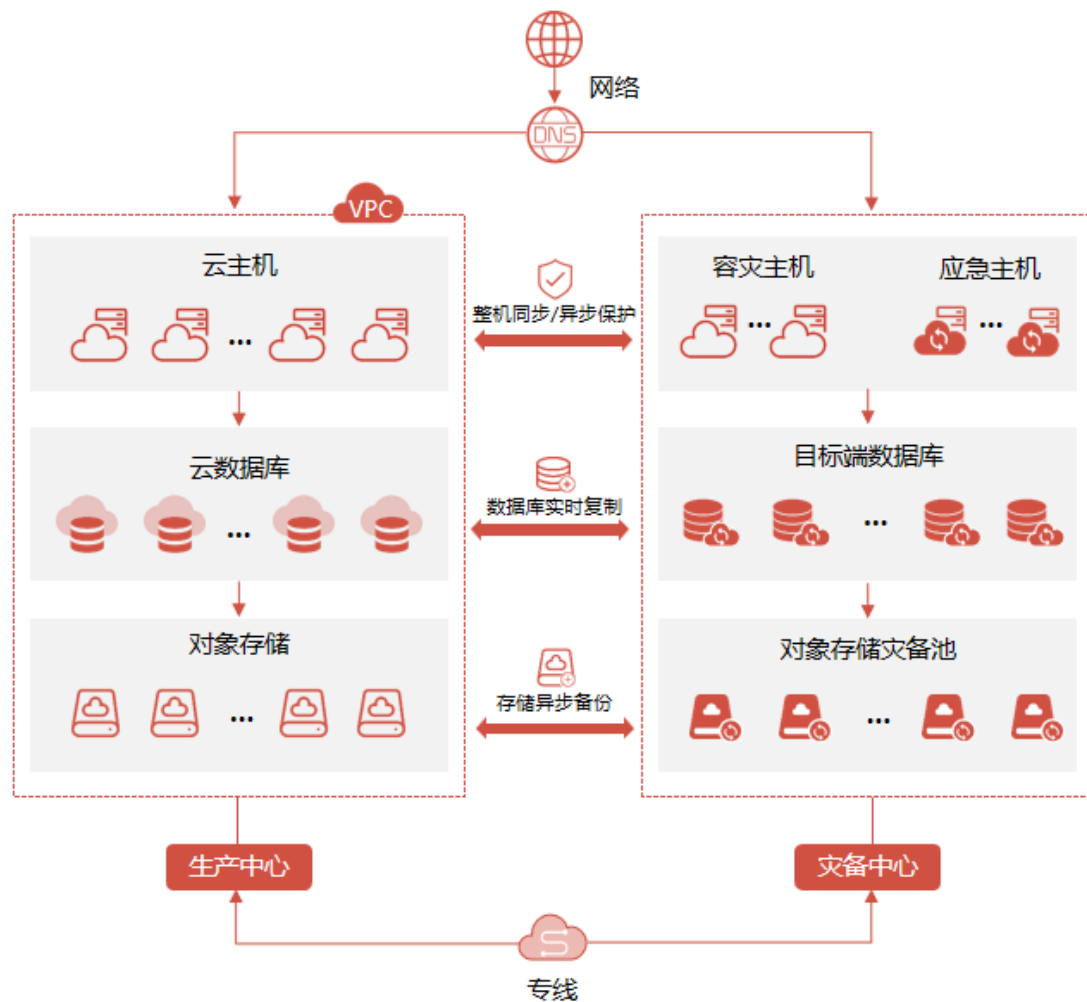 网络
DNS
VPC
云主机
...
整机同步/异步保护
容灾主机
应急主机
...
...
云数据库
...
数据库实时复制
目标端数据库
...
对象存储
...
存储异步备份
对象存储灾备池
...
生产中心
灾备中心
专线